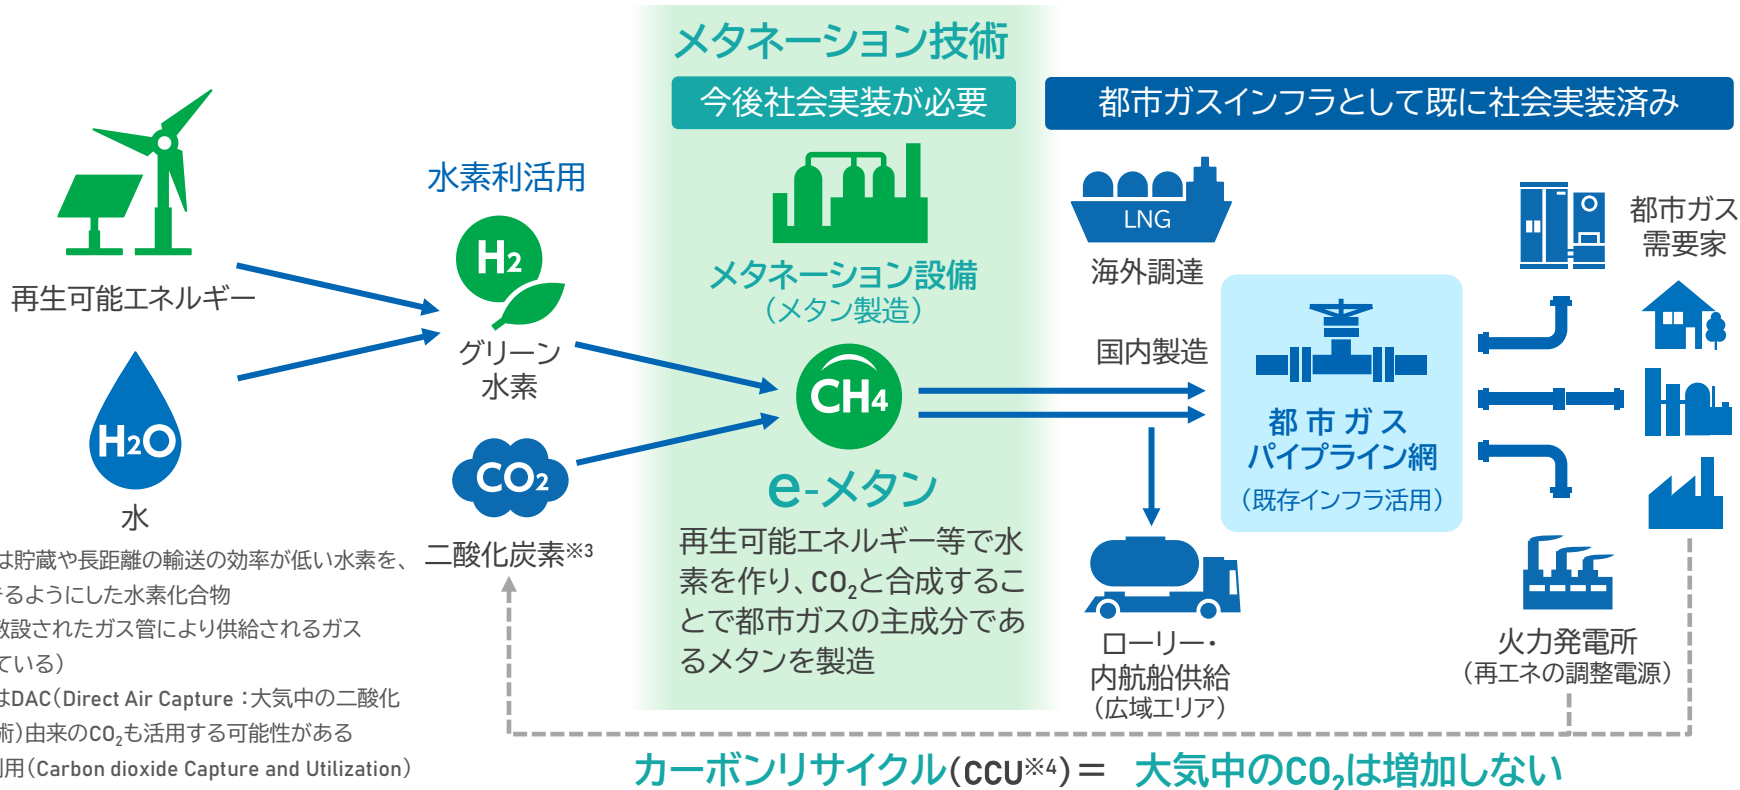 メタネーション技術
今後社会実装が必要
都市ガスインフラとして既に社会実装済み
再生可能エネルギー
H2O
水
水素利活用
H2
グリーン
水素
CO2
二酸化炭素※3
メタネーション設備
（メタン製造）
CH4
e-メタン
再生可能エネルギー等で水
素を作り、CO2と合成するこ
とで都市ガスの主成分であ
るメタンを製造
LNG
海外調達
国内製造
都市ガス
パイプライン網
（既存インフラ活用）
都市ガス
需要家
ローリー・
内航船供給
（広域エリア）
火力発電所
（再エネの調整電源）
は貯蔵や長距離の輸送の効率が低い水素を、
きるようにした水素化合物
敷設されたガス管により供給されるガス
ている）
はDAC（Direct Air Capture：大気中の二酸化
術）由来のCO2も活用する可能性がある
利用（Carbon dioxide Capture and Utilization）
カーボンリサイクル（CCU※4）＝ 大気中のCO2は増加しない